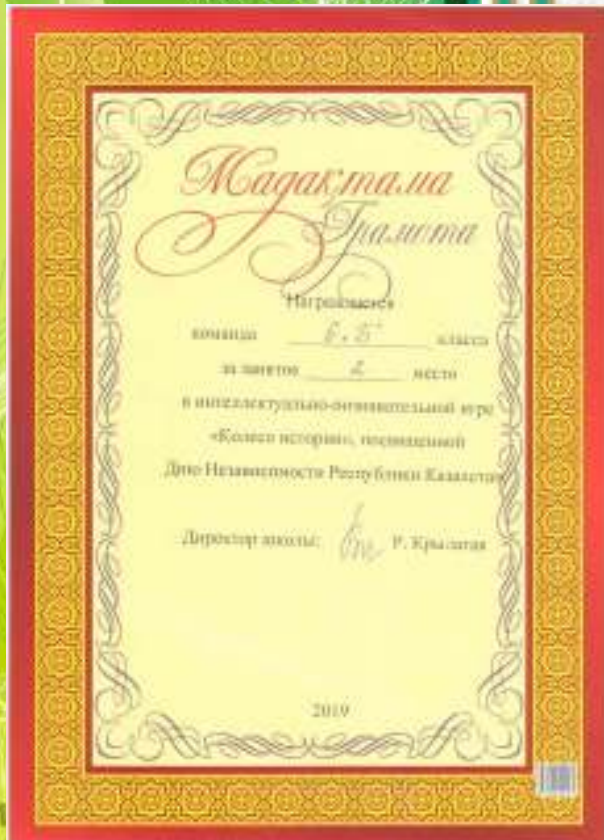 Мадақтама
Грамота
Награждается
команда 6 «Б» класса
за занятое 2 место
в интеллектуально-познавательной игре
«Колесо истории», посвященной
Дню Независимости Республики Казахстан
Директор школы: Р. Крылатая
2019